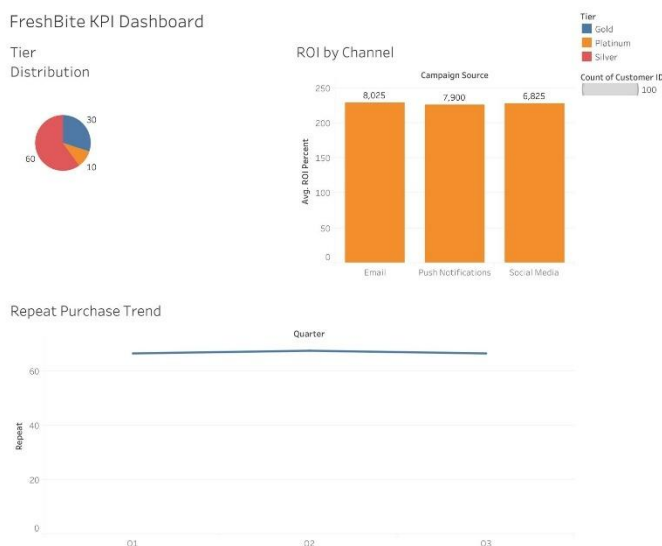 FreshBite KPI Dashboard
Tier
Distribution
30
60
10
ROI by Channel
Campaign Source
8,025
7,900
6,825
250
200
150
100
50
0
Avg. ROI Percent
Email
Push Notifications
Social Media
Tier
Gold
Platinum
Silver
Count of Customer ID
100
Repeat Purchase Trend
Quarter
60
40
20
0
Repeat
Q1
Q2
Q3